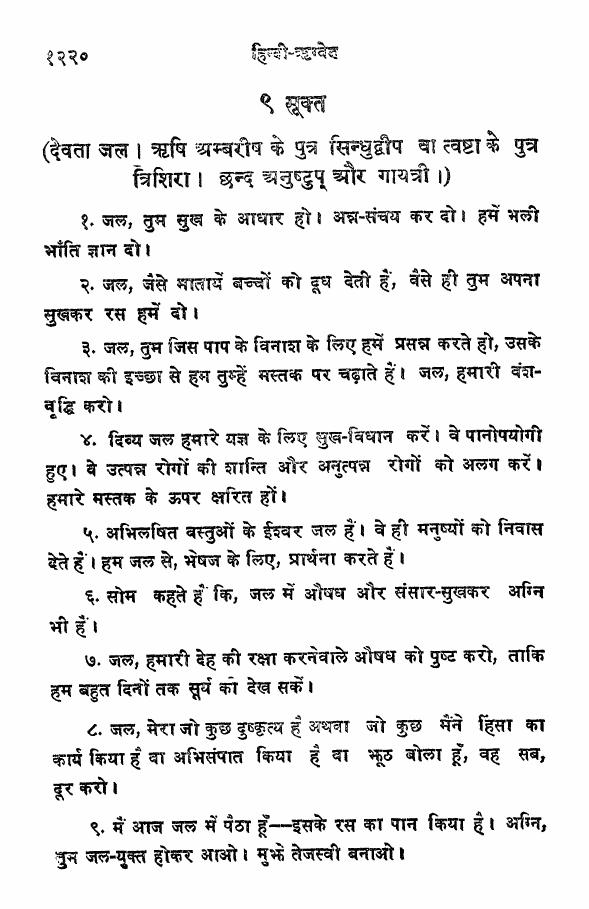 १२२०
हिन्दी-ऋग्वेद
९ सूक्त
(देवता जल। ऋषि अम्बरीष के पुत्र सिन्धुद्वीप वा त्वष्टा के पुत्र
त्रिशिरा। छन्द अनुष्टुप् और गायत्री।)
१. जल, तुम सुख के आधार हो। अन्न-संचय कर दो। हमें भली
भाँति ज्ञान दो।
२. जल, जैसे मातायें बच्चों को दूध देती हैं, वैसे ही तुम अपना
सुखकर रस हमें दो।
३. जल, तुम जिस पाप के विनाश के लिए हमें प्रसन्न करते हो, उसके
विनाश की इच्छा से हम तुम्हें मस्तक पर चढ़ाते हैं। जल, हमारी वंश-
वृद्धि करो।
४. दिव्य जल हमारे यज्ञ के लिए सुख-विधान करें। वे पानोपयोगी
हुए। वे उत्पन्न रोगों की शान्ति और अनुत्पन्न रोगों को अलग करें।
हमारे मस्तक के ऊपर क्षरित हों।
५. अभिलषित वस्तुओं के ईश्वर जल हैं। वे ही मनुष्यों को निवास
देते हैं। हम जल से, भेषज के लिए, प्रार्थना करते हैं।
६. सोम कहते हैं कि, जल में औषध और संसार-सुखकर अग्नि
भी हैं।
७. जल, हमारी देह की रक्षा करनेवाले औषध को पुष्ट करो, ताकि
हम बहुत दिनों तक सूर्य को देख सकें।
८. जल, मेरा जो कुछ दुष्कृत्य है अथवा जो कुछ मैंने हिंसा का
कार्य किया है वा अभिसंपात किया है वा झूठ बोला हूँ, वह सब,
दूर करो।
९. मैं आज जल में पैठा हूँ——इसके रस का पान किया है। अग्नि,
तुम जल-युक्त होकर आओ। मुझे तेजस्वी बनाओ।